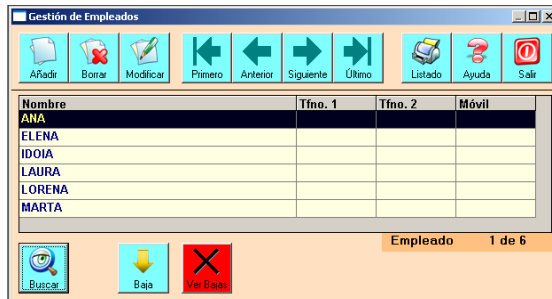 Gestión de Empleados
Añadir Borrar Modificar Primero Anterior Siguiente Último Listado Ayuda Salir
Nombre Tfno. 1 Tfno. 2 Móvil
ANA
ELENA
IDOIA
LAURA
LORENA
MARTA
Empleado 1 de 6
Buscar Baja Ver Bajas